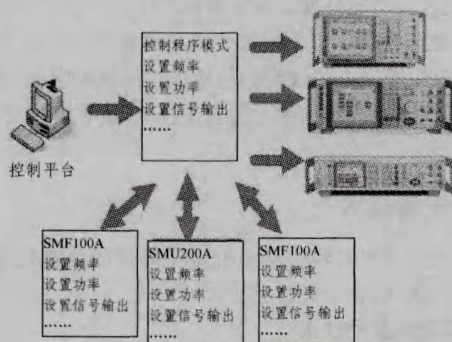 控制程序模式
设置频率
设置功率
设置信号输出
......
控制平台
SMF100A
设置频率
设置功率
设置信号输出
......
SMU200A
设置频率
设置功率
设置信号输出
......
SMF100A
设置频率
设置功率
设置信号输出
......